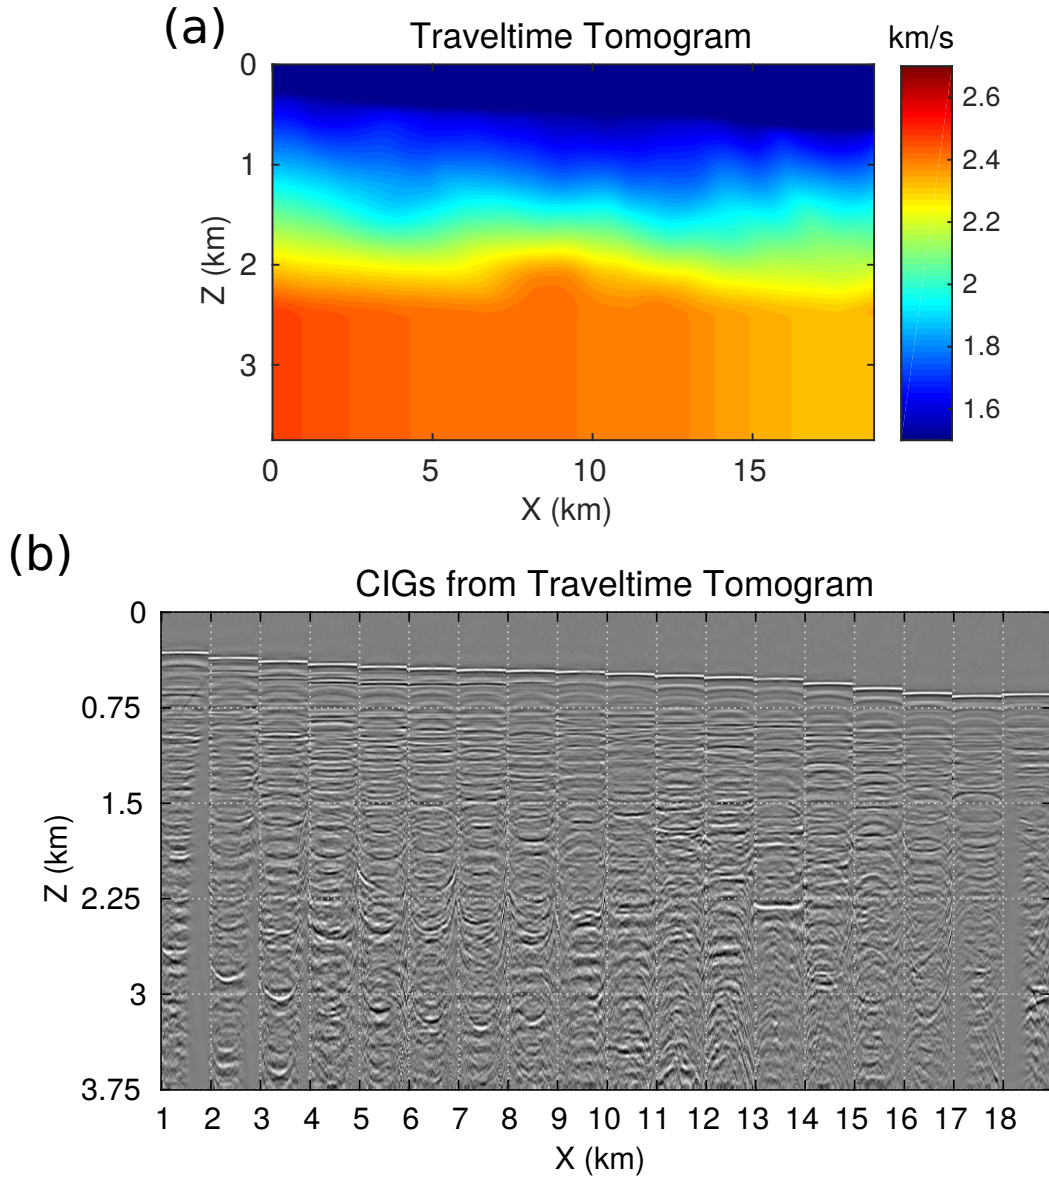 (a)
Traveltime Tomogram
km/s
0
1
2
3
Z (km)
0 5 10 15
X (km)
2.6
2.4
2.2
2
1.8
1.6
(b)
CIGs from Traveltime Tomogram
0
0.75
1.5
2.25
3
3.75
Z (km)
1 2 3 4 5 6 7 8 9 10 11 12 13 14 15 16 17 18
X (km)